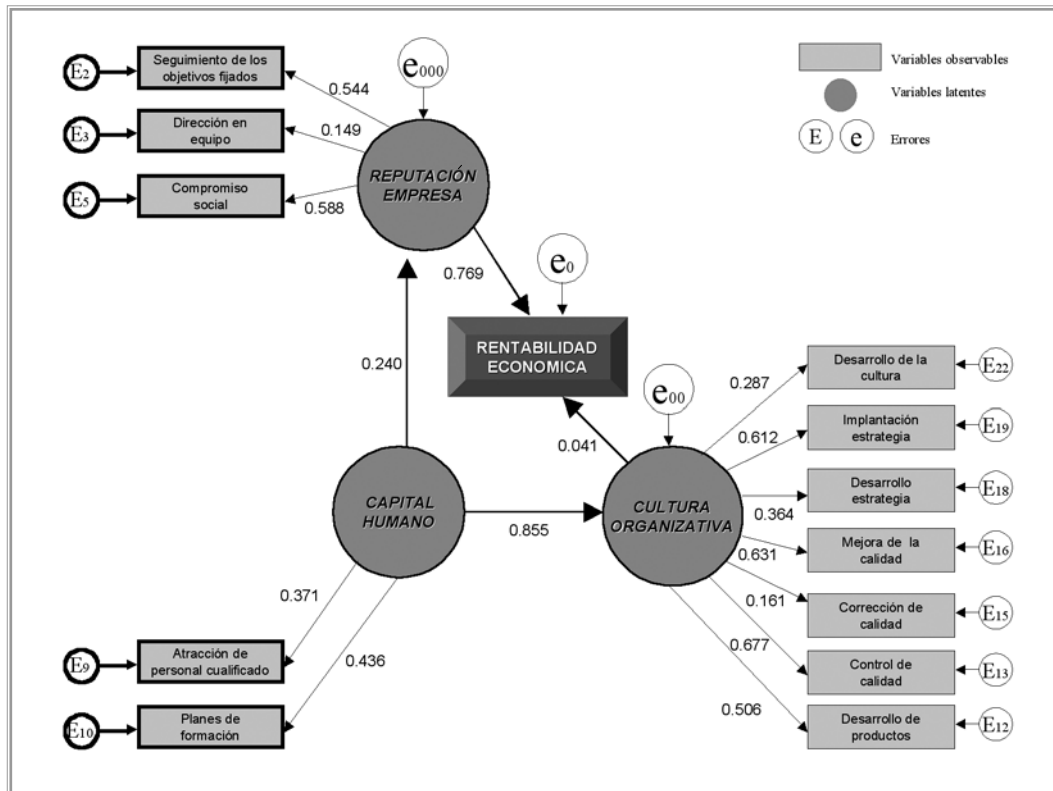 E2
Seguimiento de los
objetivos fijados
E3
Dirección en
equipo
E5
Compromiso
social
0.544
0.149
0.588
e000
REPUTACIÓN
EMPRESA
Variables observables
Variables latentes
E e Errores
0.769
e0
RENTABILIDAD
ECONOMICA
0.240
0.041
e00
CAPITAL
HUMANO
0.855
CULTURA
ORGANIZATIVA
0.287
0.612
0.364
0.631
0.161
0.677
0.506
Desarrollo de la
cultura
E22
Implantación
estrategia
E19
Desarrollo
estrategia
E18
Mejora de la
calidad
E16
Corrección de
calidad
E15
Control de
calidad
E13
Desarrollo de
productos
E12
0.371
0.436
E9
Atracción de
personal cualificado
E10
Planes de
formación